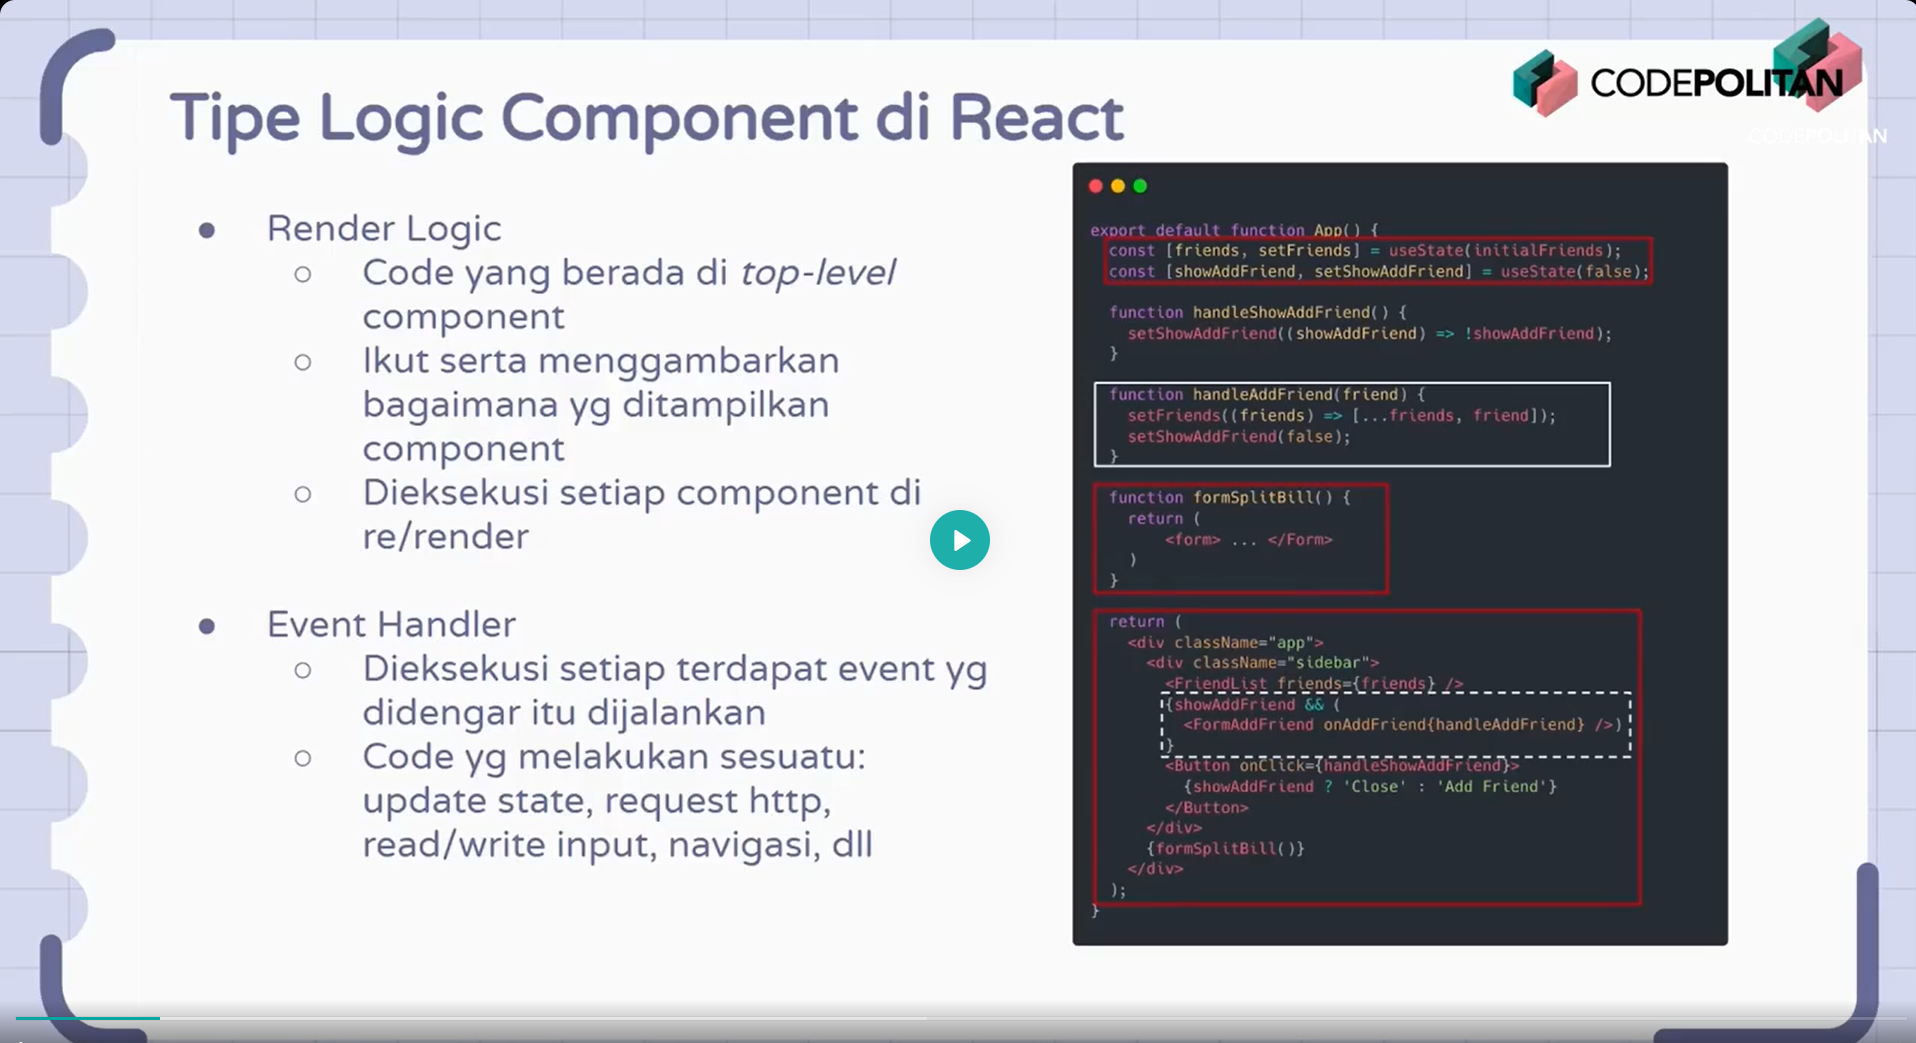 Tipe Logic Component di React
CODEPOLITAN
CODEPOLITAN
Render Logic
Code yang berada di top-level
component
Ikut serta menggambarkan
bagaimana yg ditampilkan
component
Dieksekusi setiap component di
re/render
Event Handler
Dieksekusi setiap terdapat event yg
didengar itu dijalankan
Code yg melakukan sesuatu:
update state, request http,
read/write input, navigasi, dll
export default function App() {
const [friends, setFriends] = useState(initialFriends);
const [showAddFriend, setShowAddFriend] = useState(false);
function handleShowAddFriend() {
setShowAddFriend((showAddFriend) => !showAddFriend);
}
function handleAddFriend(friend) {
setFriends((friends) => [...friends, friend]);
setShowAddFriend(false);
}
function formSplitBill() {
return (
<form> ... </Form>
)
}
return (
<div className="app">
<div className="sidebar">
<FriendList friends={friends} />
{showAddFriend && (
<FormAddFriend onAddFriend{handleAddFriend} />)
}
<Button onClick={handleShowAddFriend}>
{showAddFriend ? 'Close' : 'Add Friend'}
</Button>
</div>
{formSplitBill()}
</div>
);
}